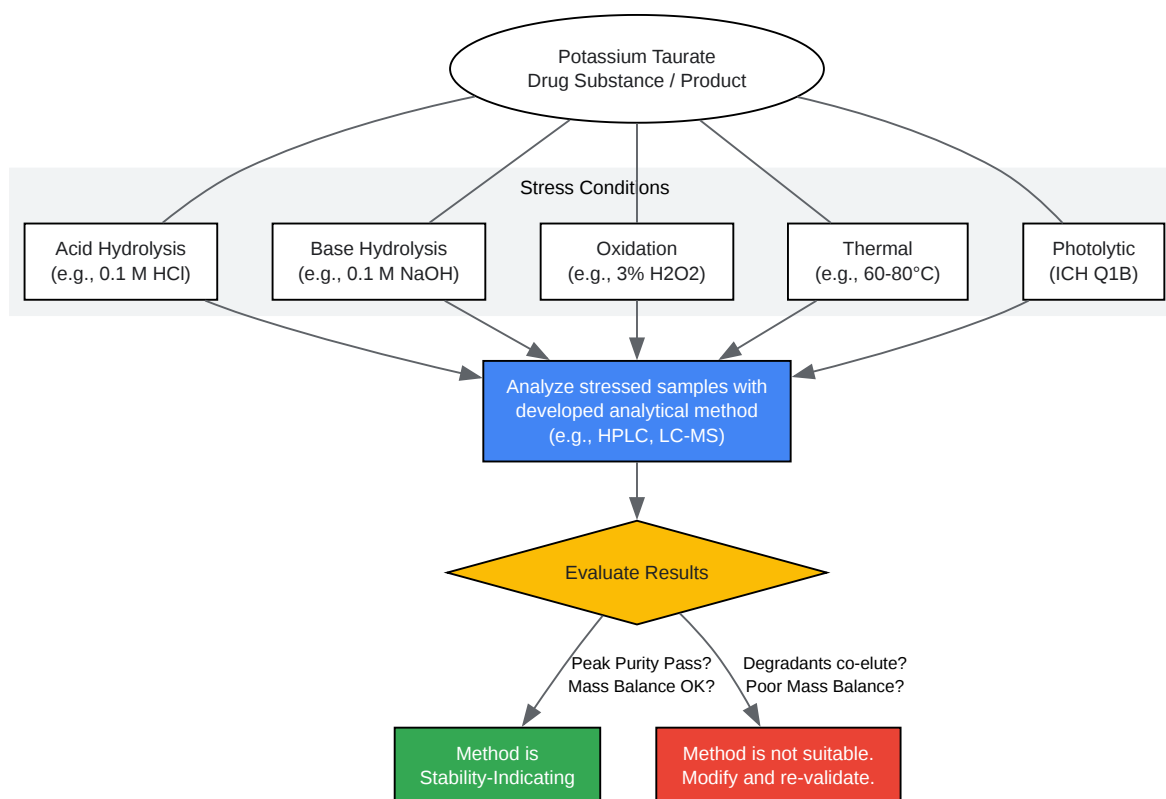 Potassium Taurate
Drug Substance / Product
Stress Conditions
Acid Hydrolysis
(e.g., 0.1 M HCl)
Base Hydrolysis
(e.g., 0.1 M NaOH)
Oxidation
(e.g., 3% H2O2)
Thermal
(e.g., 60-80°C)
Photolytic
(ICH Q1B)
Analyze stressed samples with
developed analytical method
(e.g., HPLC, LC-MS)
Evaluate Results
Peak Purity Pass?
Mass Balance OK?
Degradants co-elute?
Poor Mass Balance?
Method is
Stability-Indicating
Method is not suitable.
Modify and re-validate.